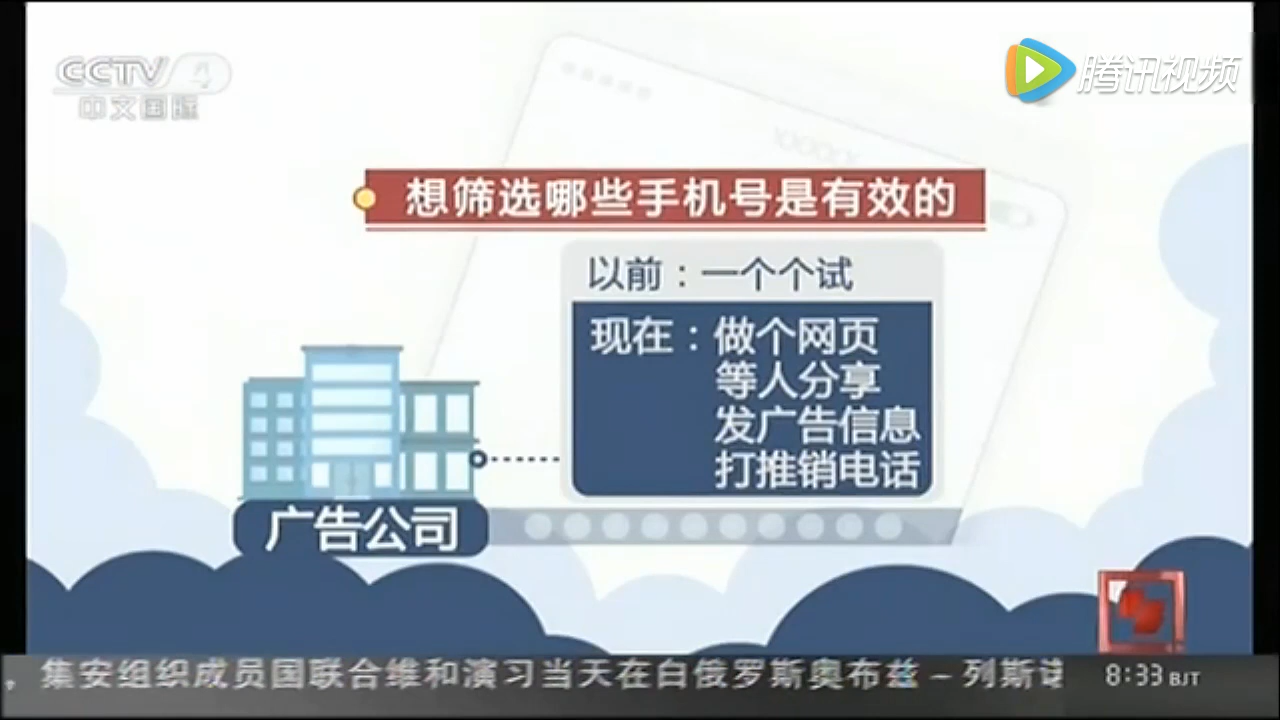 CCTV 4
中文国际
腾讯视频
想筛选哪些手机号是有效的
以前：一个个试
现在：做个网页
等人分享
发广告信息
打推销电话
广告公司
。集安组织成员国联合维和演习当天在白俄罗斯奥布兹－列斯
8:33 BJT